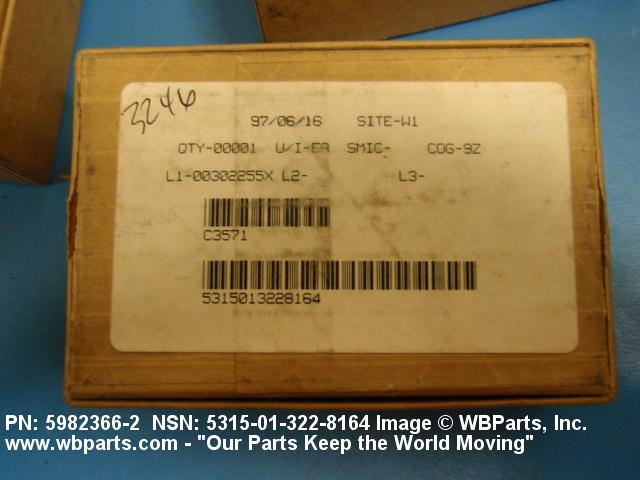 3246
97/06/16 SITE-W1
QTY-00001 U/I-EA SMIC- COG-9Z
L1-00302255X L2- L3-
C3571
5315013228164
PN: 5982366-2 NSN: 5315-01-322-8164 Image © WBParts, Inc.
www.wbparts.com - "Our Parts Keep the World Moving"